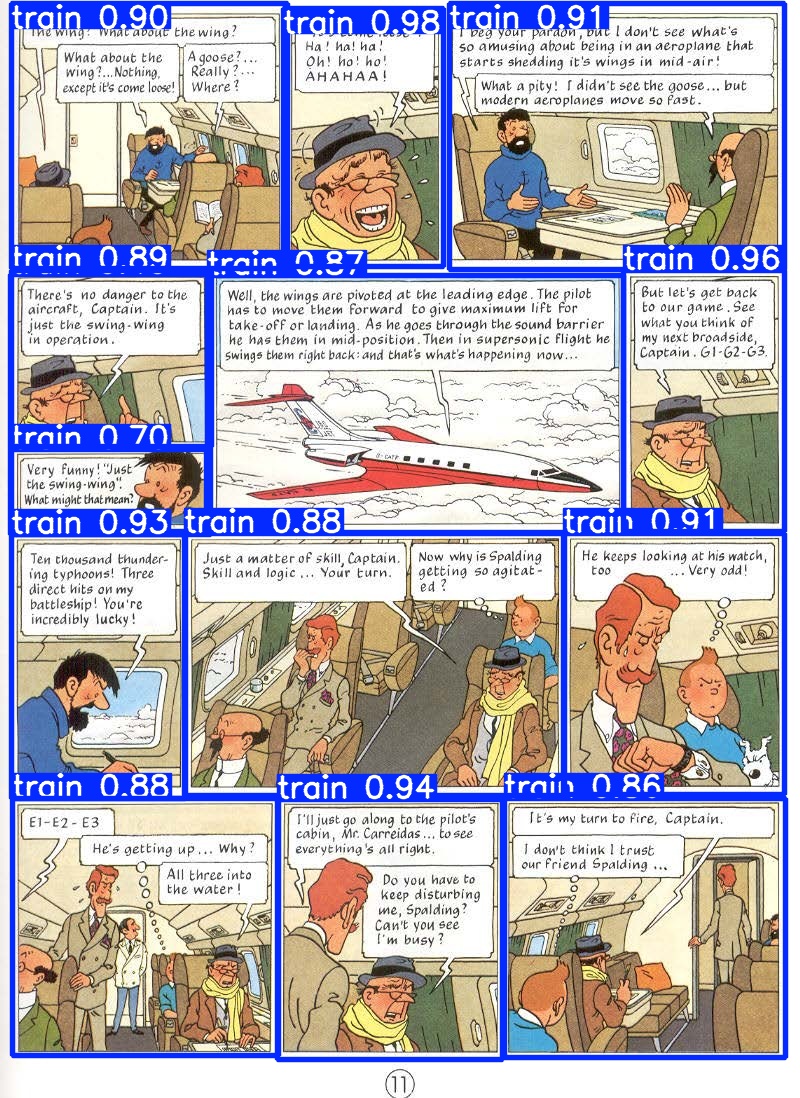 train 0.90
The wing? What about the wing?
What about the
wing?...Nothing,
except it's come loose!
A goose?...
Really?...
Where?
train 0.98
Ha! ha! ha!
Oh! ho! ho!
AHAHAA!
train 0.91
I beg your pardon, but I don't see what's
so amusing about being in an aeroplane that
starts shedding it's wings in mid-air!
What a pity! I didn't see the goose... but
modern aeroplanes move so fast.
train 0.89
There's no danger to the
aircraft, Captain. It's
just the swing-wing
in operation.
train 0.70
Very funny! "Just
the swing-wing".
What might that mean?
train 0.87
Well, the wings are pivoted at the leading edge. The pilot
has to move them forward to give maximum lift for
take-off or landing. As he goes through the sound barrier
he has them in mid-position. Then in supersonic flight he
swings them right back: and that's what's happening now...
train 0.96
But let's get back
to our game. See
what you think of
my next broadside,
Captain. G1-G2-G3.
train 0.93
Ten thousand thunder-
ing typhoons! Three
direct hits on my
battleship! You're
incredibly lucky!
train 0.88
Just a matter of skill, Captain.
Skill and logic... Your turn.
Now why is Spalding
getting so agitat-
ed?
train 0.91
He keeps looking at his watch,
too ... Very odd!
train 0.88
E1-E2-E3
He's getting up... Why?
All three into
the water!
train 0.94
I'll just go along to the pilot's
cabin, Mr. Carreidas... to see
everything's all right.
Do you have to
keep disturbing
me, Spalding?
Can't you see
I'm busy?
train 0.86
It's my turn to fire, Captain.
I don't think I trust
our friend Spalding...
11